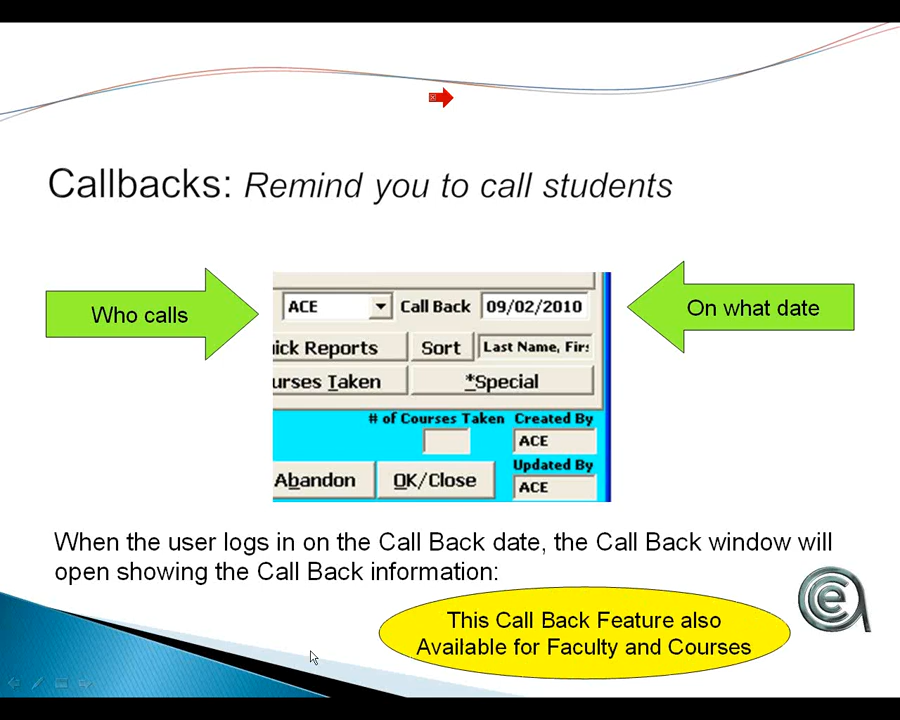 Callbacks: Remind you to call students
Who calls
ACE Call Back 09/02/2010
On what date
ick Reports Sort Last Name, Firs
urses Taken *Special
# of Courses Taken Created By
ACE
Updated By
Abandon OK/Close ACE
When the user logs in on the Call Back date, the Call Back window will
open showing the Call Back information:
This Call Back Feature also
Available for Faculty and Courses